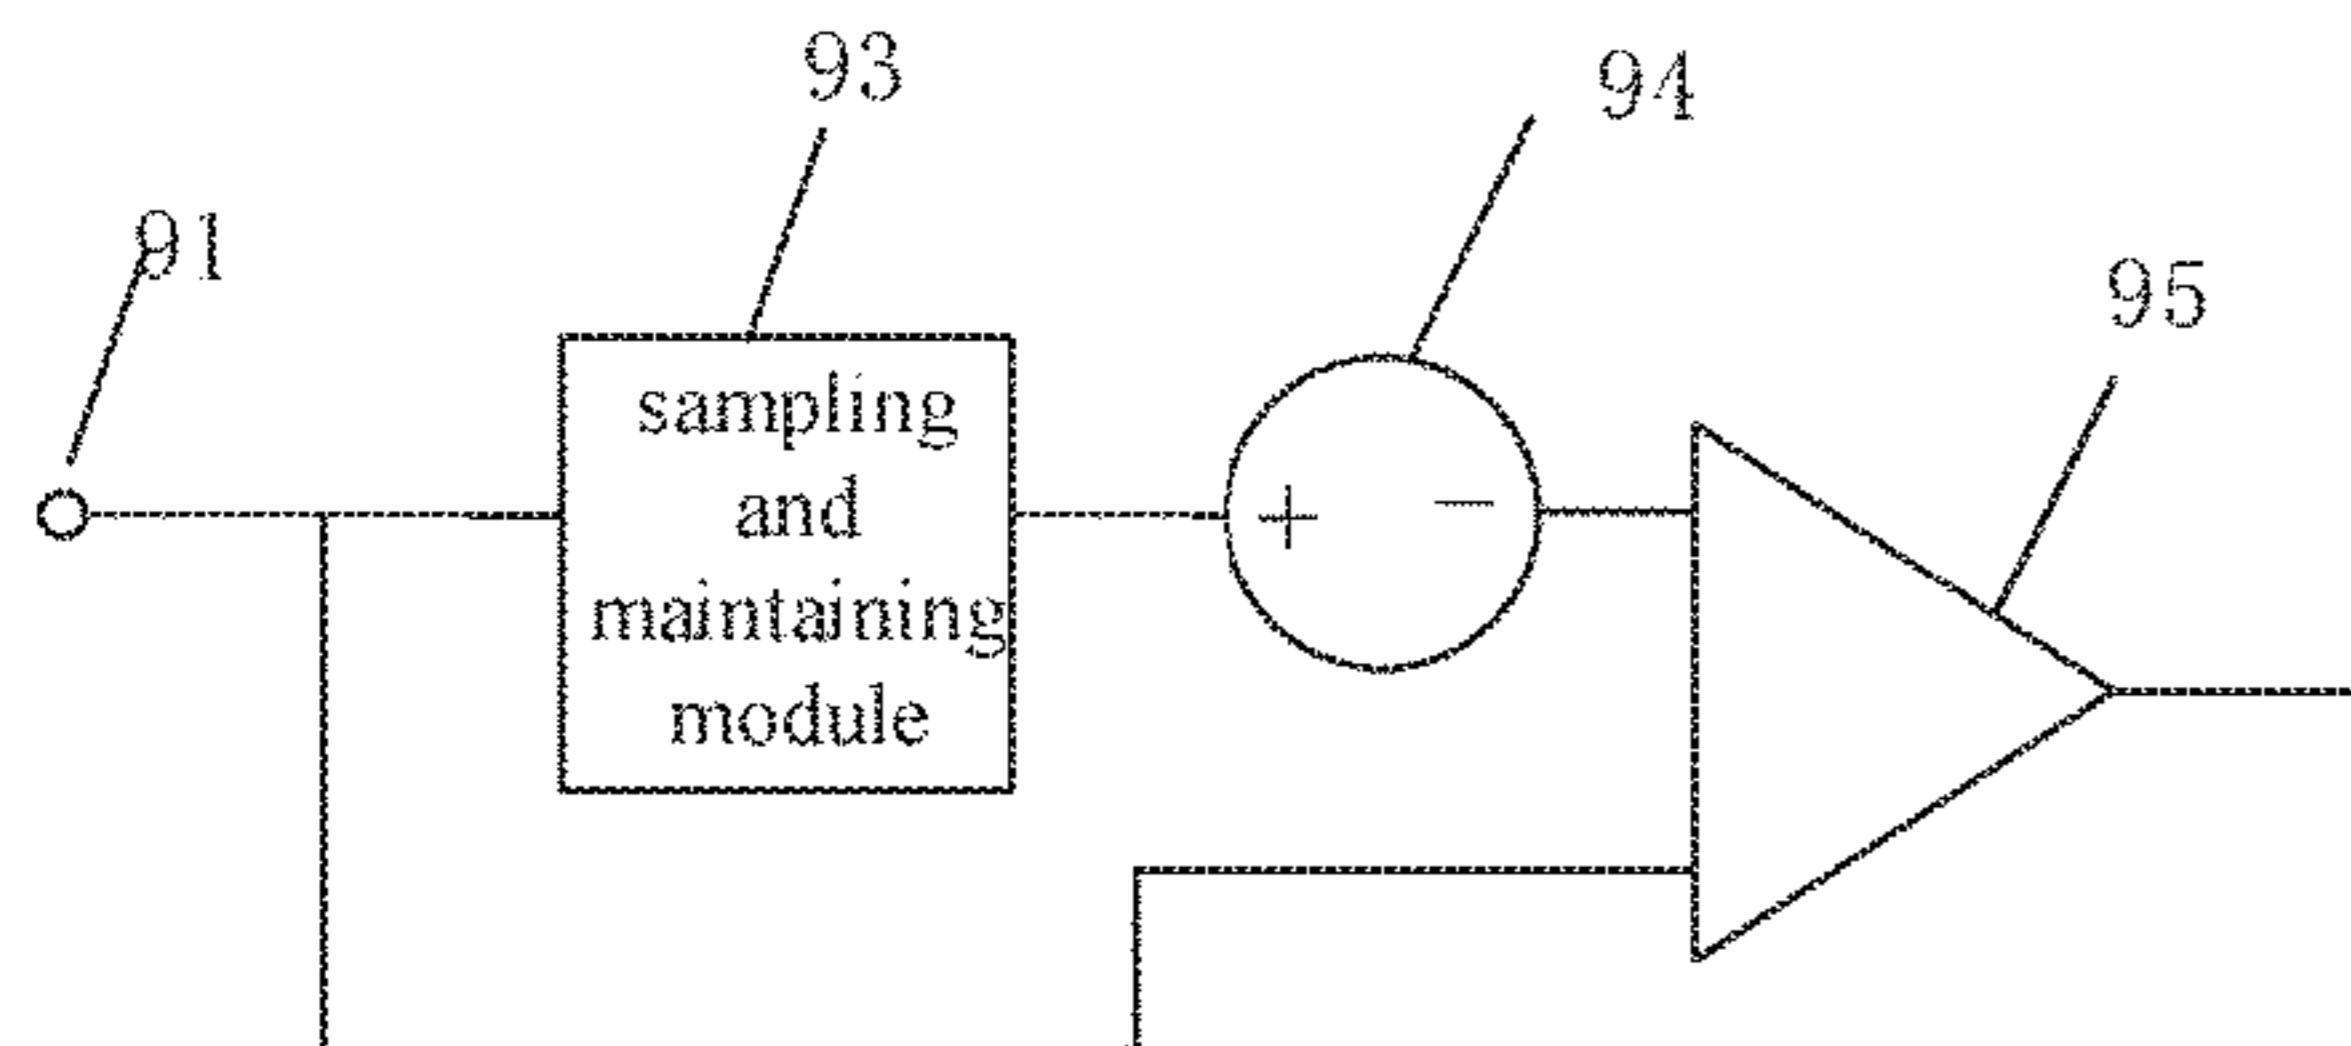 93
94
91
95
sampling
and
maintaining
module
+
−